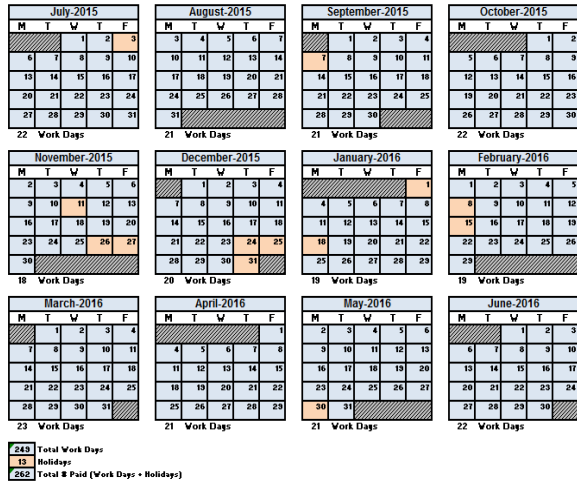 July-2015
M T W T F
1 2 3
6 7 8 9 10
13 14 15 16 17
20 21 22 23 24
27 28 29 30 31
22 Work Days
August-2015
M T W T F
3 4 5 6 7
10 11 12 13 14
17 18 19 20 21
24 25 26 27 28
31
21 Work Days
September-2015
M T W T F
1 2 3 4
7 8 9 10 11
14 15 16 17 18
21 22 23 24 25
28 29 30
21 Work Days
October-2015
M T W T F
1 2
5 6 7 8 9
12 13 14 15 16
19 20 21 22 23
26 27 28 29 30
22 Work Days
November-2015
M T W T F
2 3 4 5 6
9 10 11 12 13
16 17 18 19 20
23 24 25 26 27
30
18 Work Days
December-2015
M T W T F
1 2 3 4
7 8 9 10 11
14 15 16 17 18
21 22 23 24 25
28 29 30 31
20 Work Days
January-2016
M T W T F
1
4 5 6 7 8
11 12 13 14 15
18 19 20 21 22
25 26 27 28 29
19 Work Days
February-2016
M T W T F
1 2 3 4 5
8 9 10 11 12
15 16 17 18 19
22 23 24 25 26
29
19 Work Days
March-2016
M T W T F
1 2 3 4
7 8 9 10 11
14 15 16 17 18
21 22 23 24 25
28 29 30 31
23 Work Days
April-2016
M T W T F
1
4 5 6 7 8
11 12 13 14 15
18 19 20 21 22
25 26 27 28 29
21 Work Days
May-2016
M T W T F
2 3 4 5 6
9 10 11 12 13
16 17 18 19 20
23 24 25 26 27
30 31
21 Work Days
June-2016
M T W T F
1 2 3
6 7 8 9 10
13 14 15 16 17
20 21 22 23 24
27 28 29 30
22 Work Days
249 Total Work Days
13 Holidays
262 Total # Paid (Work Days + Holidays)